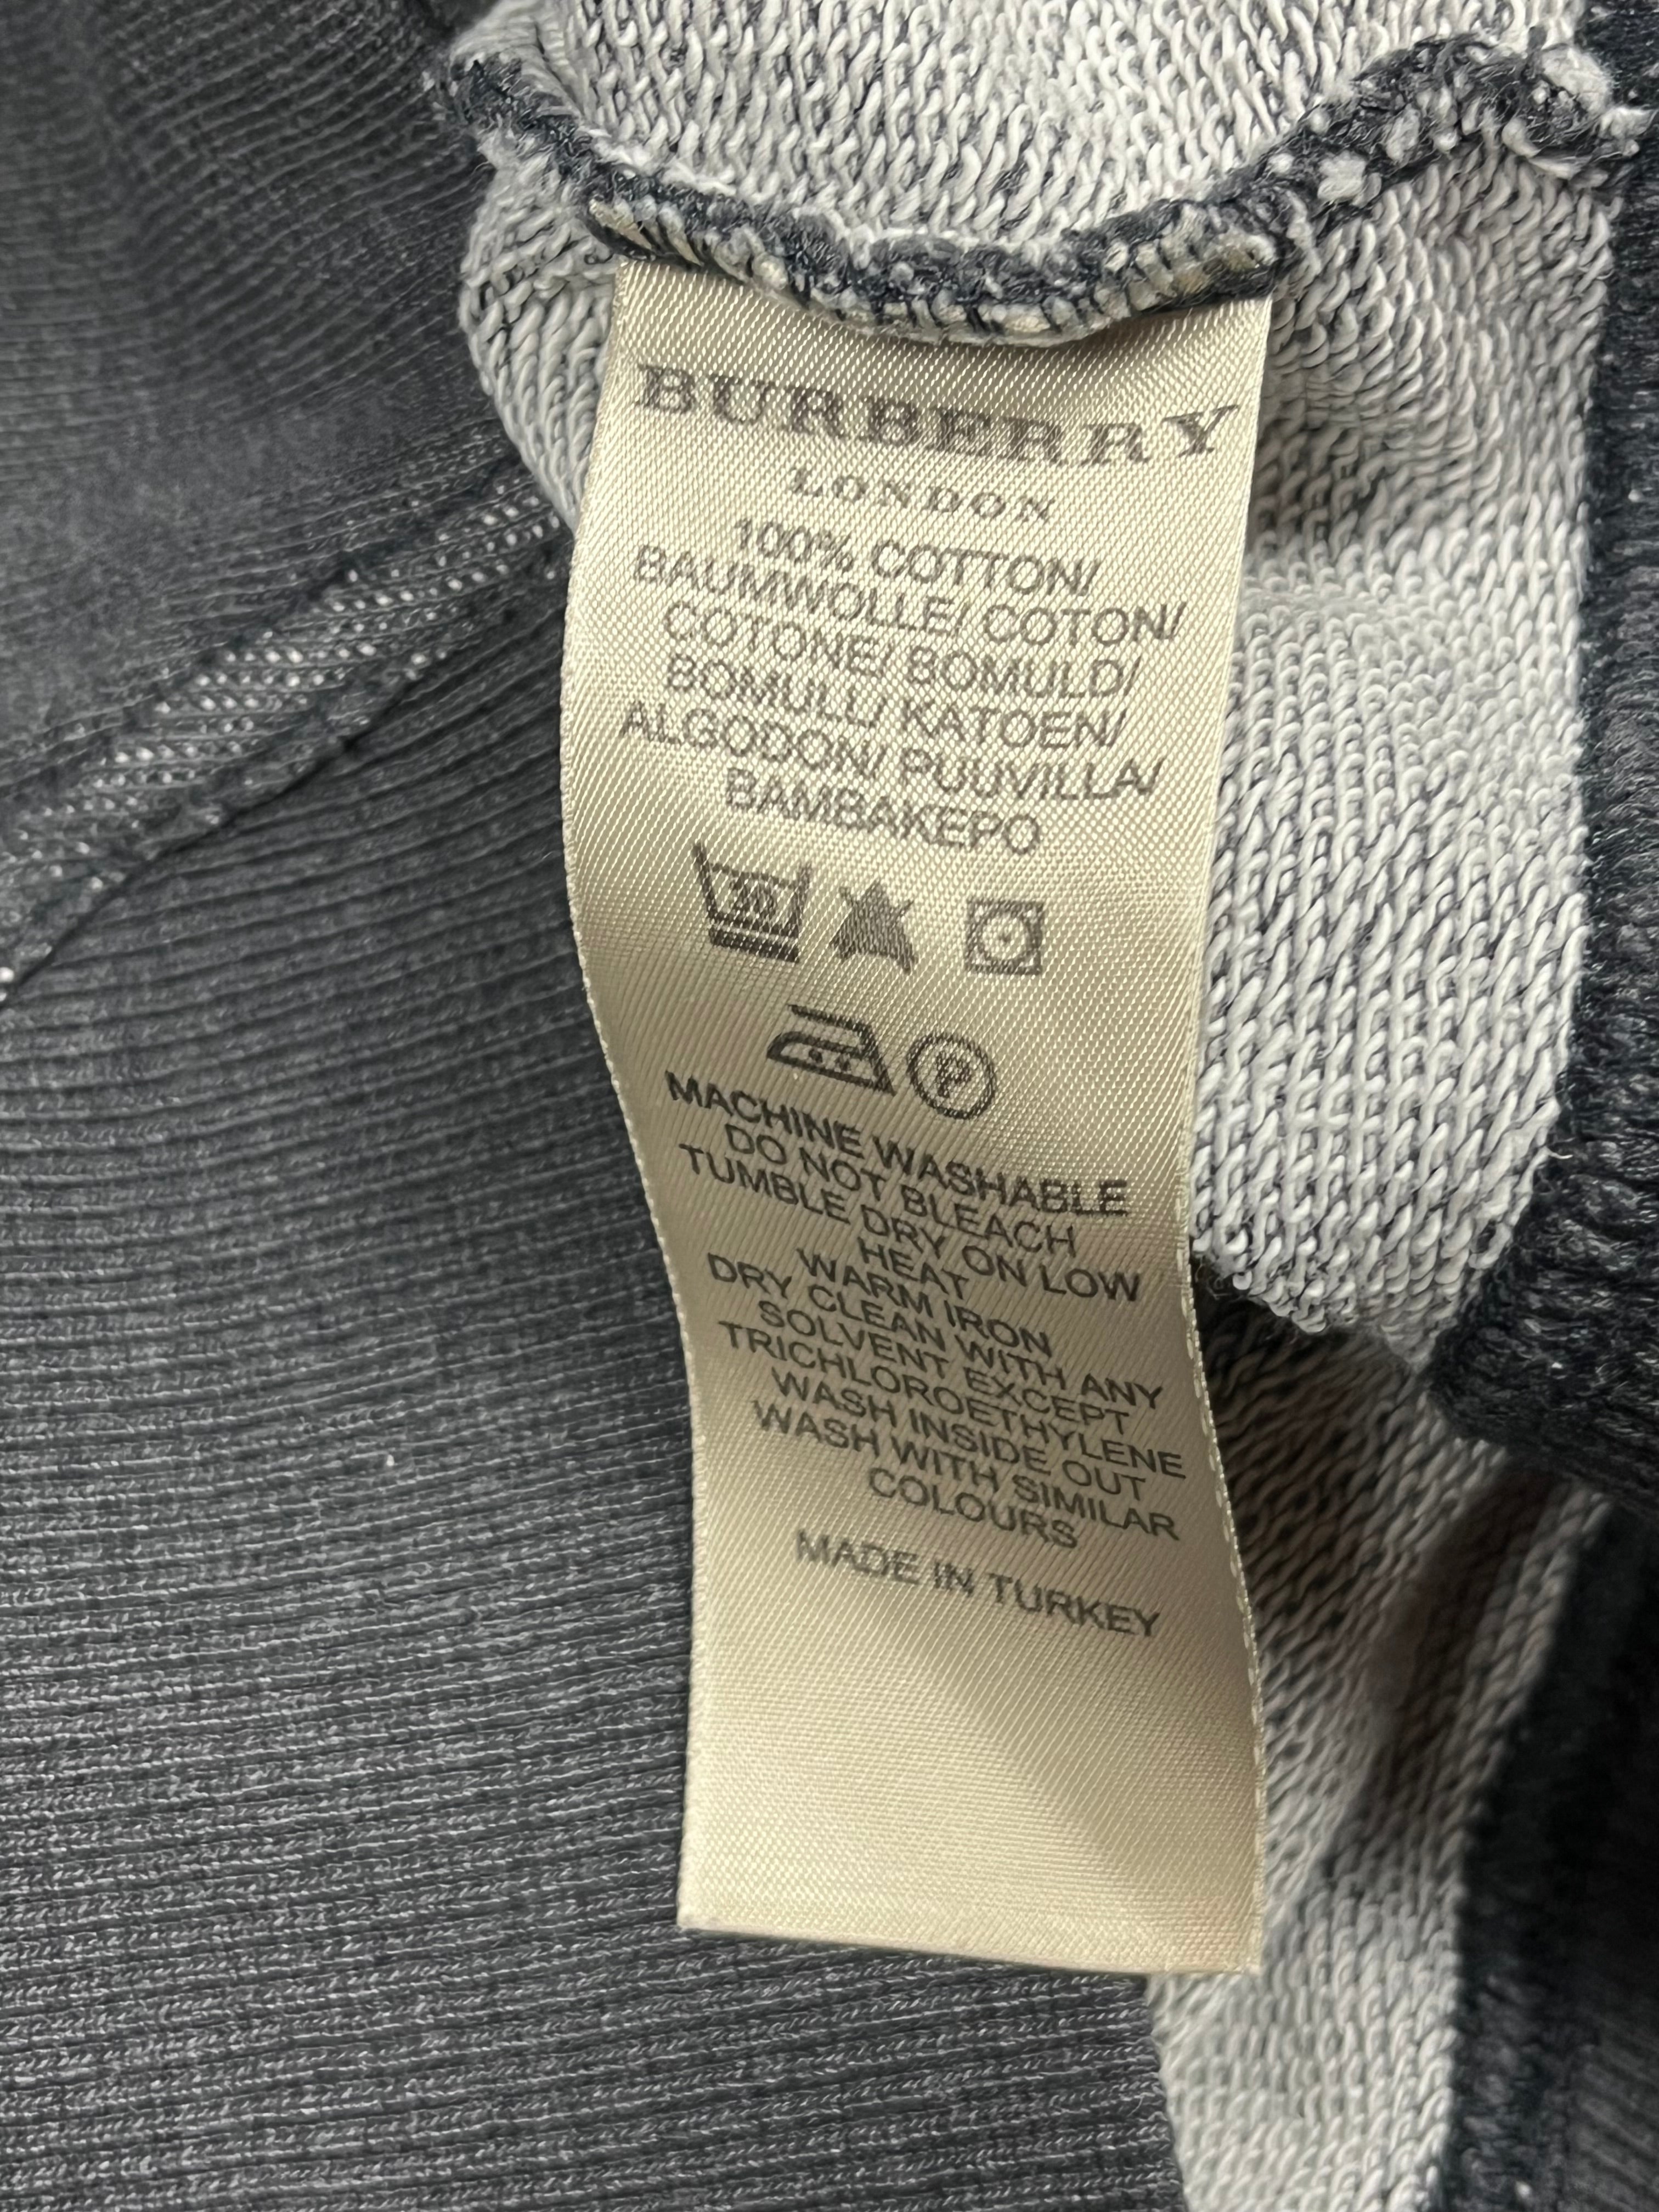 BURBERRY
LONDON
100% COTTON/
BAUMWOLLE/ COTON/
COTONE/ BOMULD/
BOMULL/ KATOEN/
ALGODON/ PUUVILLA/
BAMBAKEPO
30
P
MACHINE WASHABLE
DO NOT BLEACH
TUMBLE DRY ON LOW
HEAT
WARM IRON
DRY CLEAN WITH ANY
SOLVENT EXCEPT
TRICHLOROETHYLENE
WASH INSIDE OUT
WASH WITH SIMILAR
COLOURS
MADE IN TURKEY